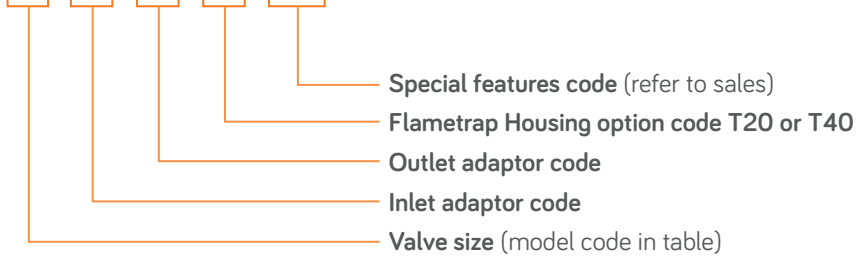 Special features code (refer to sales)
Flametrap Housing option code T20 or T40
Outlet adaptor code
Inlet adaptor code
Valve size (model code in table)